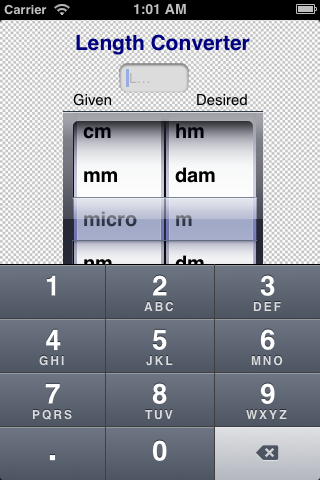 Carrier 1:01 AM
Length Converter
L...
Given Desired
cm hm
mm dam
micro m
nm dm
1 2 3
ABC DEF
4 5 6
GHI JKL MNO
7 8 9
PQRS TUV WXYZ
. 0